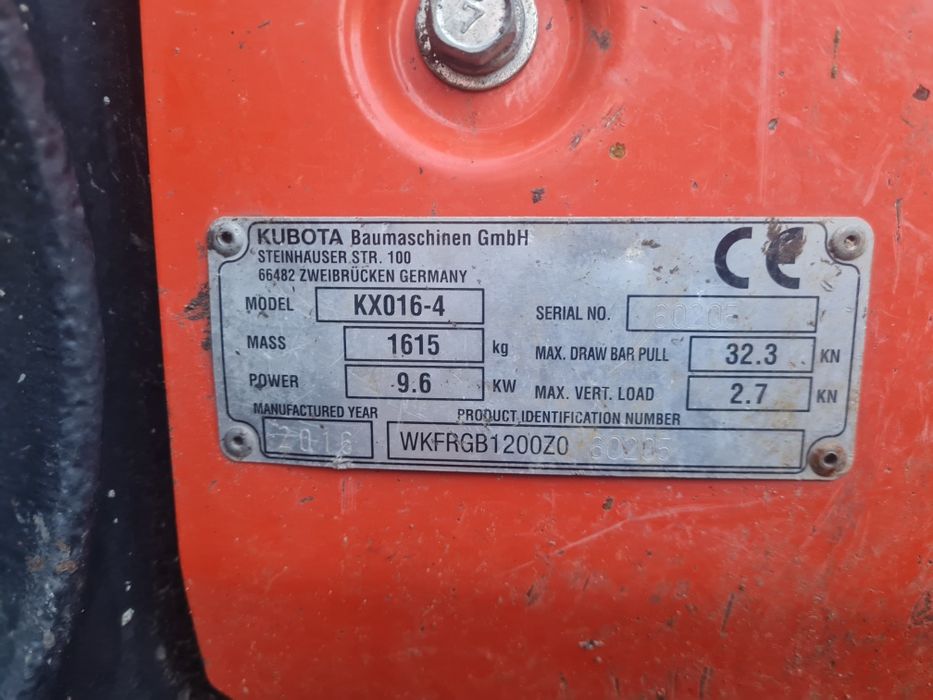 KUBOTA Baumaschinen GmbH
STEINHAUSER STR. 100
66482 ZWEIBRÜCKEN GERMANY
CE
MODEL KX016-4
SERIAL NO. 60205
MASS 1615 kg
MAX. DRAW BAR PULL 32.3 KN
POWER 9.6 KW
MAX. VERT. LOAD 2.7 KN
MANUFACTURED YEAR PRODUCT IDENTIFICATION NUMBER
2016 WKFRGB1200Z0 60205